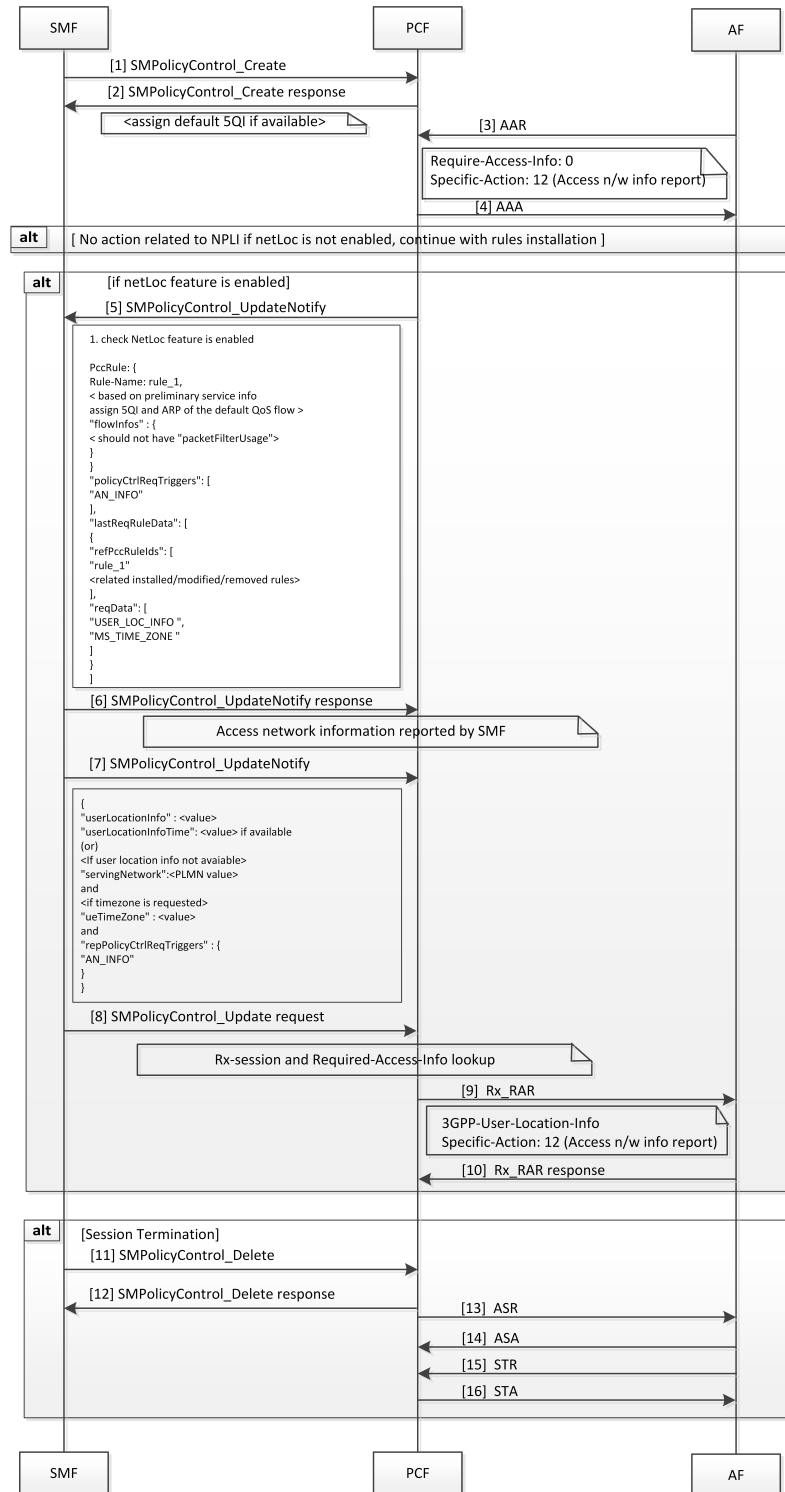 SMF
PCF
AF
[1] SMPolicyControl_Create
[2] SMPolicyControl_Create response
<assign default 5QI if available>
[3] AAR
Require-Access-Info: 0
Specific-Action: 12 (Access n/w info report)
[4] AAA
alt
[ No action related to NPLI if netLoc is not enabled, continue with rules installation ]
alt
[if netLoc feature is enabled]
[5] SMPolicyControl_UpdateNotify
1. check NetLoc feature is enabled
PccRule: {
Rule-Name: rule_1,
< based on preliminary service info
assign 5QI and ARP of the default QoS flow >
"flowInfos" : {
< should not have "packetFilterUsage">
}
}
"policyCtrlReqTriggers": [
"AN_INFO"
],
"lastReqRuleData": [
{
"refPccRuleIds": [
"rule_1"
<related installed/modified/removed rules>
],
"reqData": [
"USER_LOC_INFO ",
"MS_TIME_ZONE "
]
}
]
[6] SMPolicyControl_UpdateNotify response
Access network information reported by SMF
[7] SMPolicyControl_UpdateNotify
{
"userLocationInfo" : <value>
"userLocationInfoTime": <value> if available
(or)
<If user location info not avaiable>
"servingNetwork":<PLMN value>
and
<if timezone is requested>
"ueTimeZone" : <value>
and
"repPolicyCtrlReqTriggers" : {
"AN_INFO"
}
}
[8] SMPolicyControl_Update request
Rx-session and Required-Access-Info lookup
[9] Rx_RAR
3GPP-User-Location-Info
Specific-Action: 12 (Access n/w info report)
[10] Rx_RAR response
alt
[Session Termination]
[11] SMPolicyControl_Delete
[12] SMPolicyControl_Delete response
[13] ASR
[14] ASA
[15] STR
[16] STA
SMF
PCF
AF